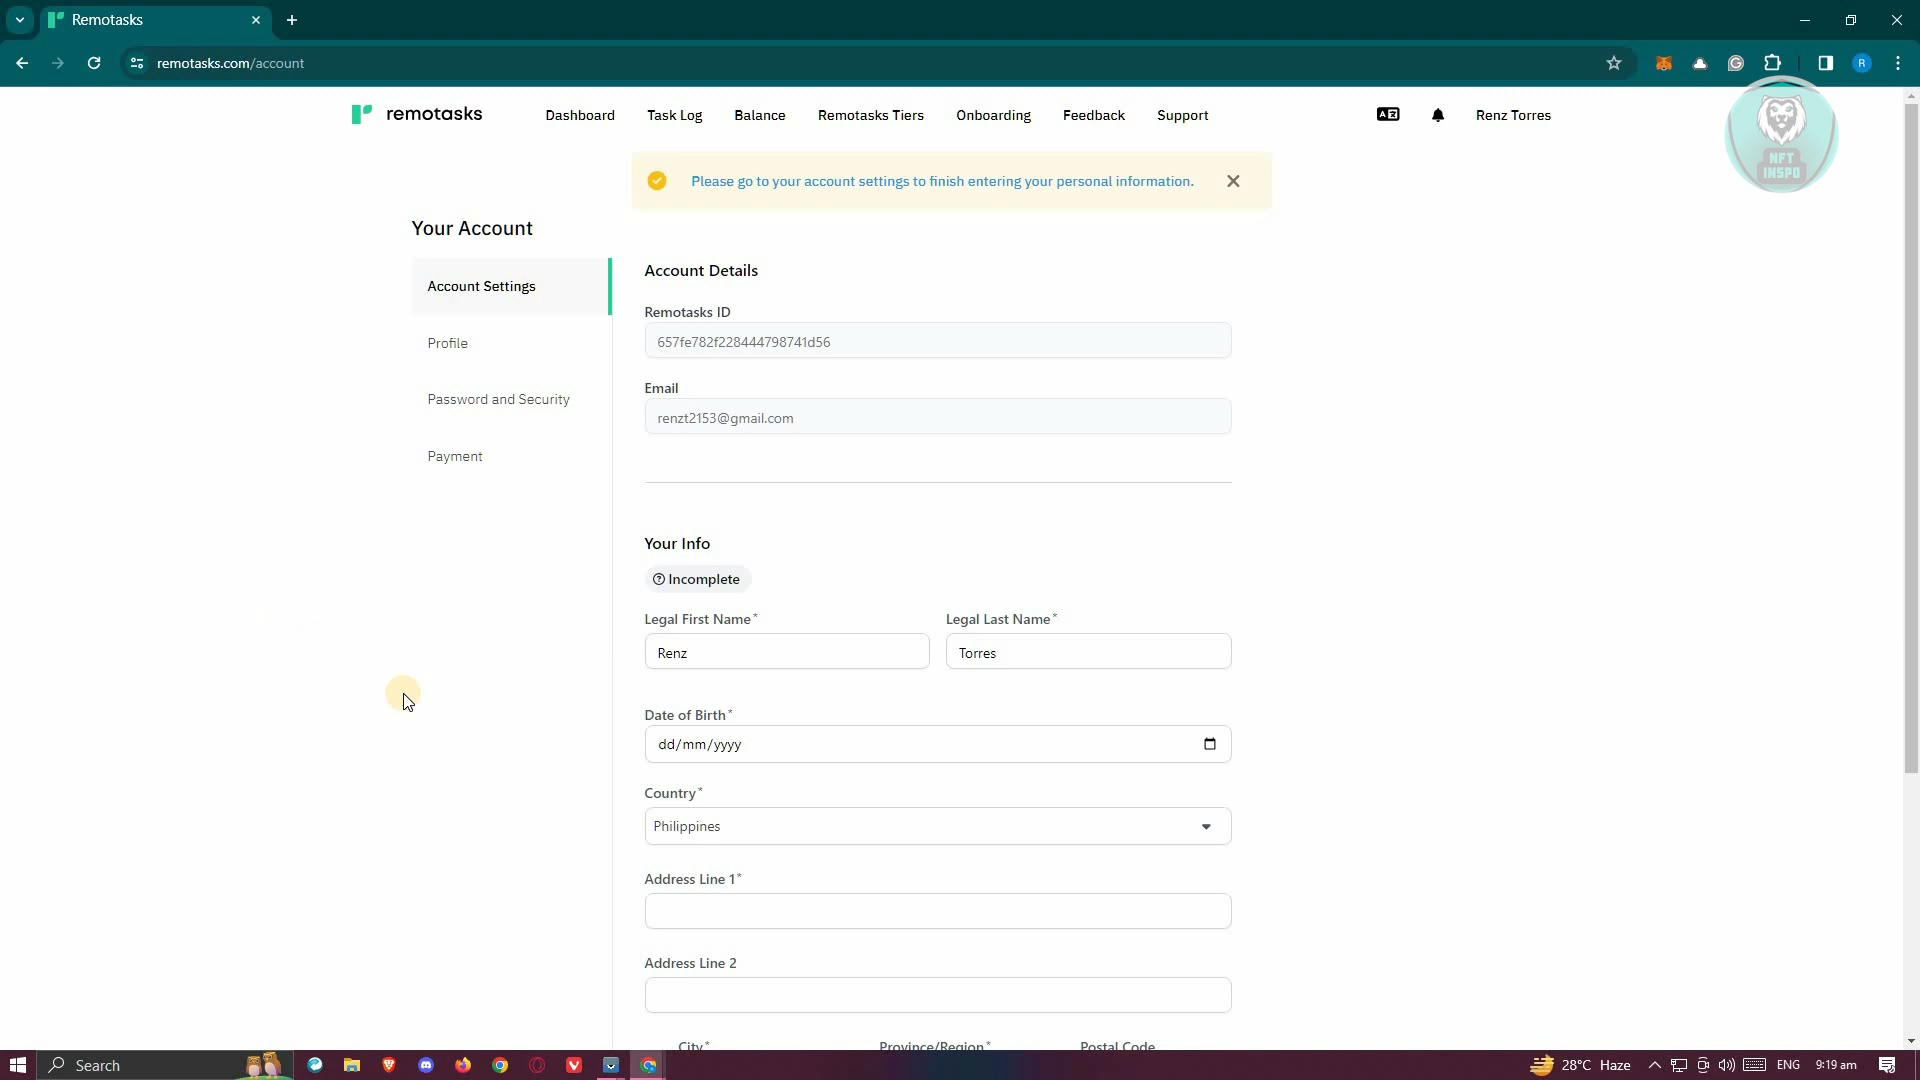 Remotasks
remotasks.com/account
R
remotasks
Dashboard
Task Log
Balance
Remotasks Tiers
Onboarding
Feedback
Support
Renz Torres
NFT
INSPO
Please go to your account settings to finish entering your personal information.
Your Account
Account Settings
Profile
Password and Security
Payment
Account Details
Remotasks ID
657fe782f228444798741d56
Email
renzt2153@gmail.com
Your Info
Incomplete
Legal First Name*
Legal Last Name*
Renz
Torres
Date of Birth*
dd/mm/yyyy
Country*
Philippines
Address Line 1*
Address Line 2
City*
Province/Region*
Postal Code
Search
28°C Haze
ENG
9:19 am